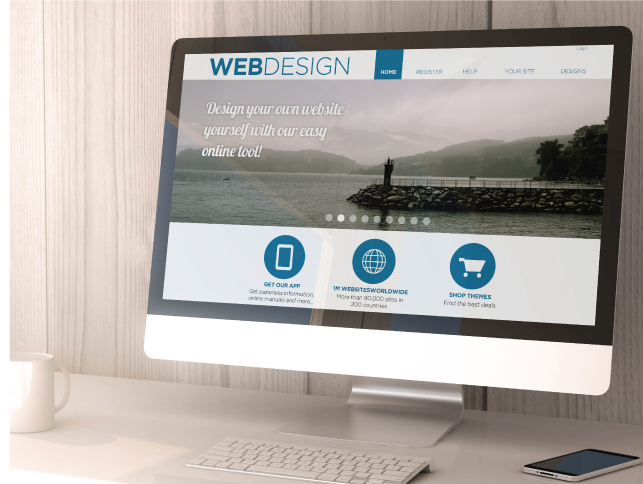 Login
WEBDESIGN
HOME REGISTER HELP YOUR SITE DESIGNS
Design your own website
yourself with our easy
online tool!
GET OUR APP
Get paperless information,
online manuals and more..
1M WEBSITESWORLDWIDE
More than 80,000 sites in
200 countries
SHOP THEMES
Find the best deals